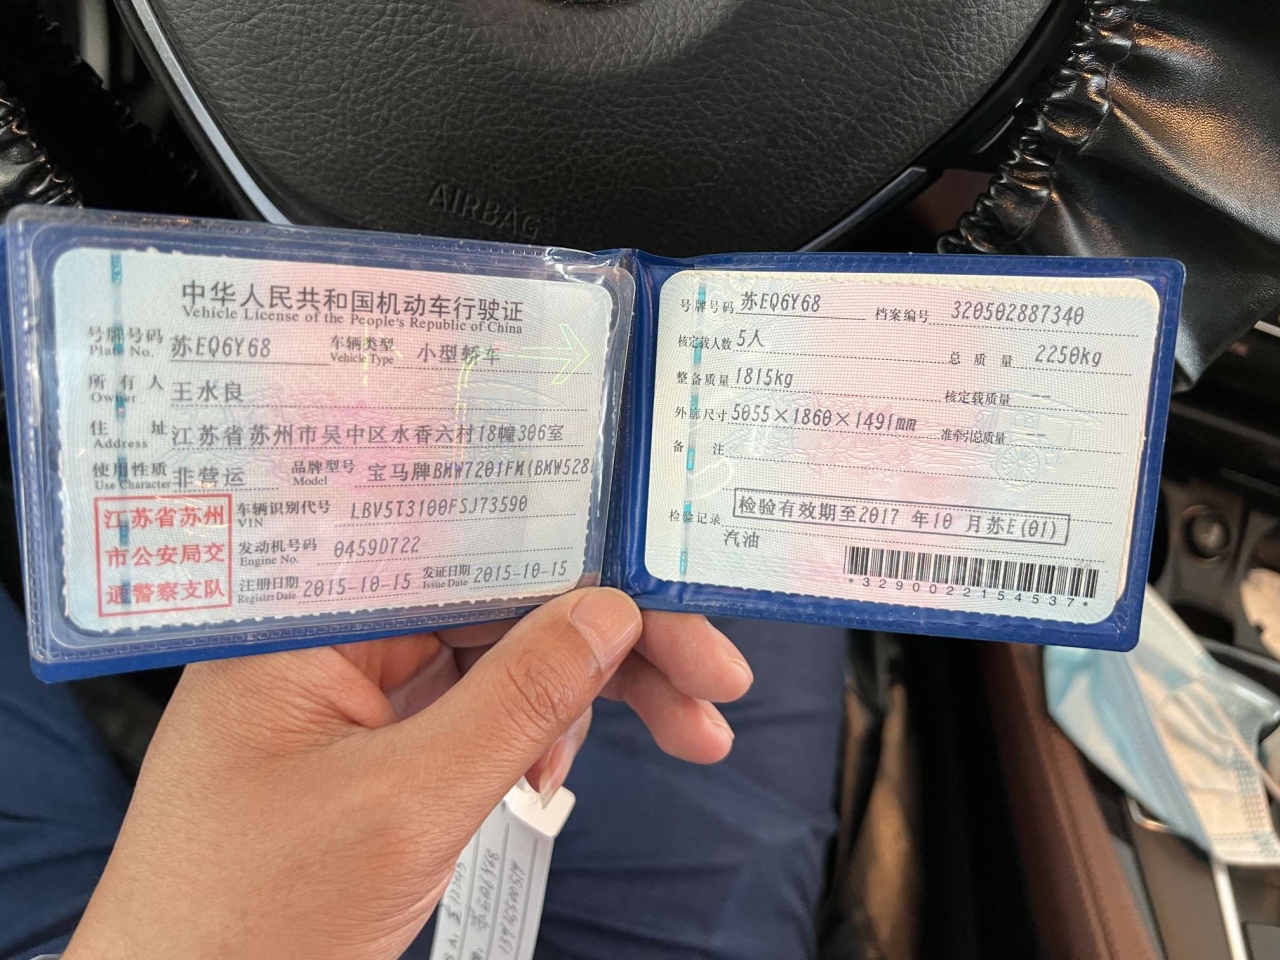 AIRBAG
中华人民共和国机动车行驶证
Vehicle License of the People's Republic of China
号牌号码 苏EQ6Y68 车辆类型 小型轿车
Plate No. Vehicle Type
所有人 王水良
Owner
住址 江苏省苏州市吴中区水香六村18幢306室
Address
使用性质 非营运 品牌型号 宝马牌BMW7201FM(BMW528
Use Character Model
江苏省苏州
市公安局交
通警察支队
车辆识别代号 LBV5T3100FSJ73590
VIN
发动机号码 0459D722
Engine No.
注册日期 2015-10-15 发证日期 2015-10-15
Register Date Issue Date
号牌号码 苏EQ6Y68 档案编号 320502887340
核定载人数 5人 总质量 2250kg
整备质量 1815kg 核定载质量 --
外廓尺寸 5055×1860×1491mm 准牵引总质量 --
备注
检验记录 检验有效期至2017 年10 月苏E(01)
汽油
*3290022154537*